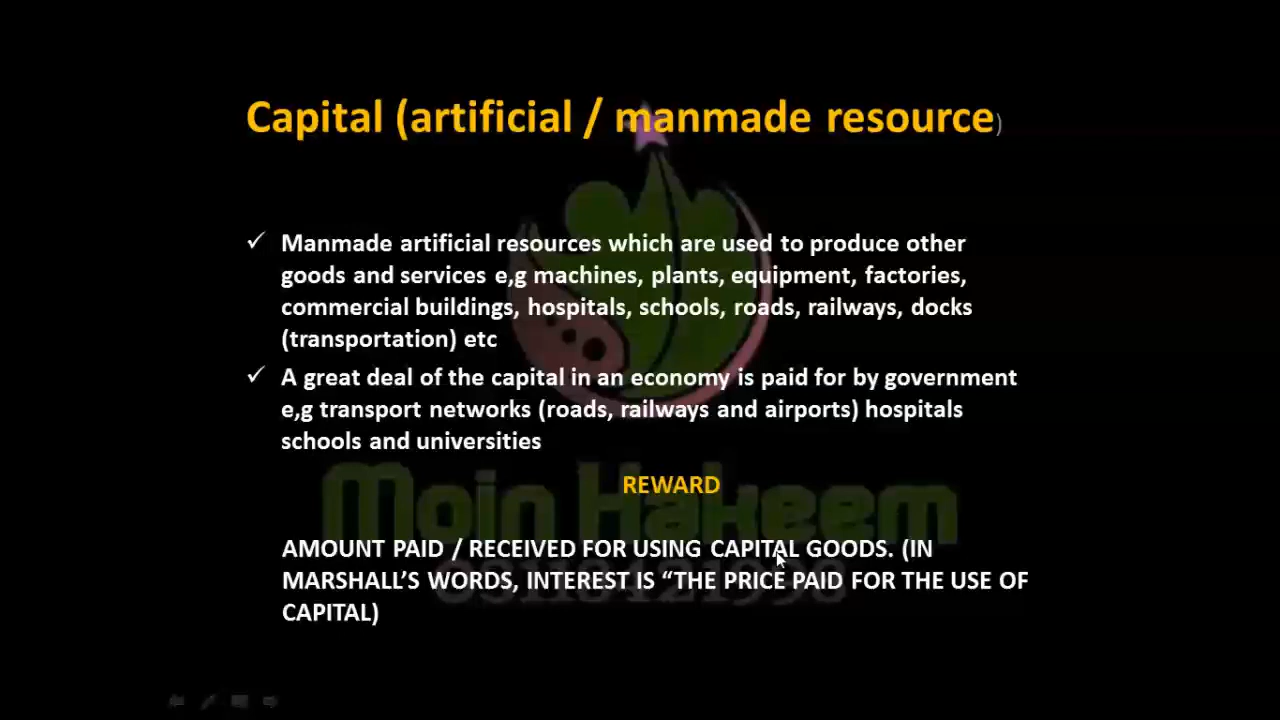 Capital (artificial / manmade resource)
✓ Manmade artificial resources which are used to produce other
goods and services e,g machines, plants, equipment, factories,
commercial buildings, hospitals, schools, roads, railways, docks
(transportation) etc
✓ A great deal of the capital in an economy is paid for by government
e,g transport networks (roads, railways and airports) hospitals
schools and universities
Moin Hakeem
REWARD
AMOUNT PAID / RECEIVED FOR USING CAPITAL GOODS. (IN
MARSHALL’S WORDS, INTEREST IS “THE PRICE PAID FOR THE USE OF
CAPITAL)